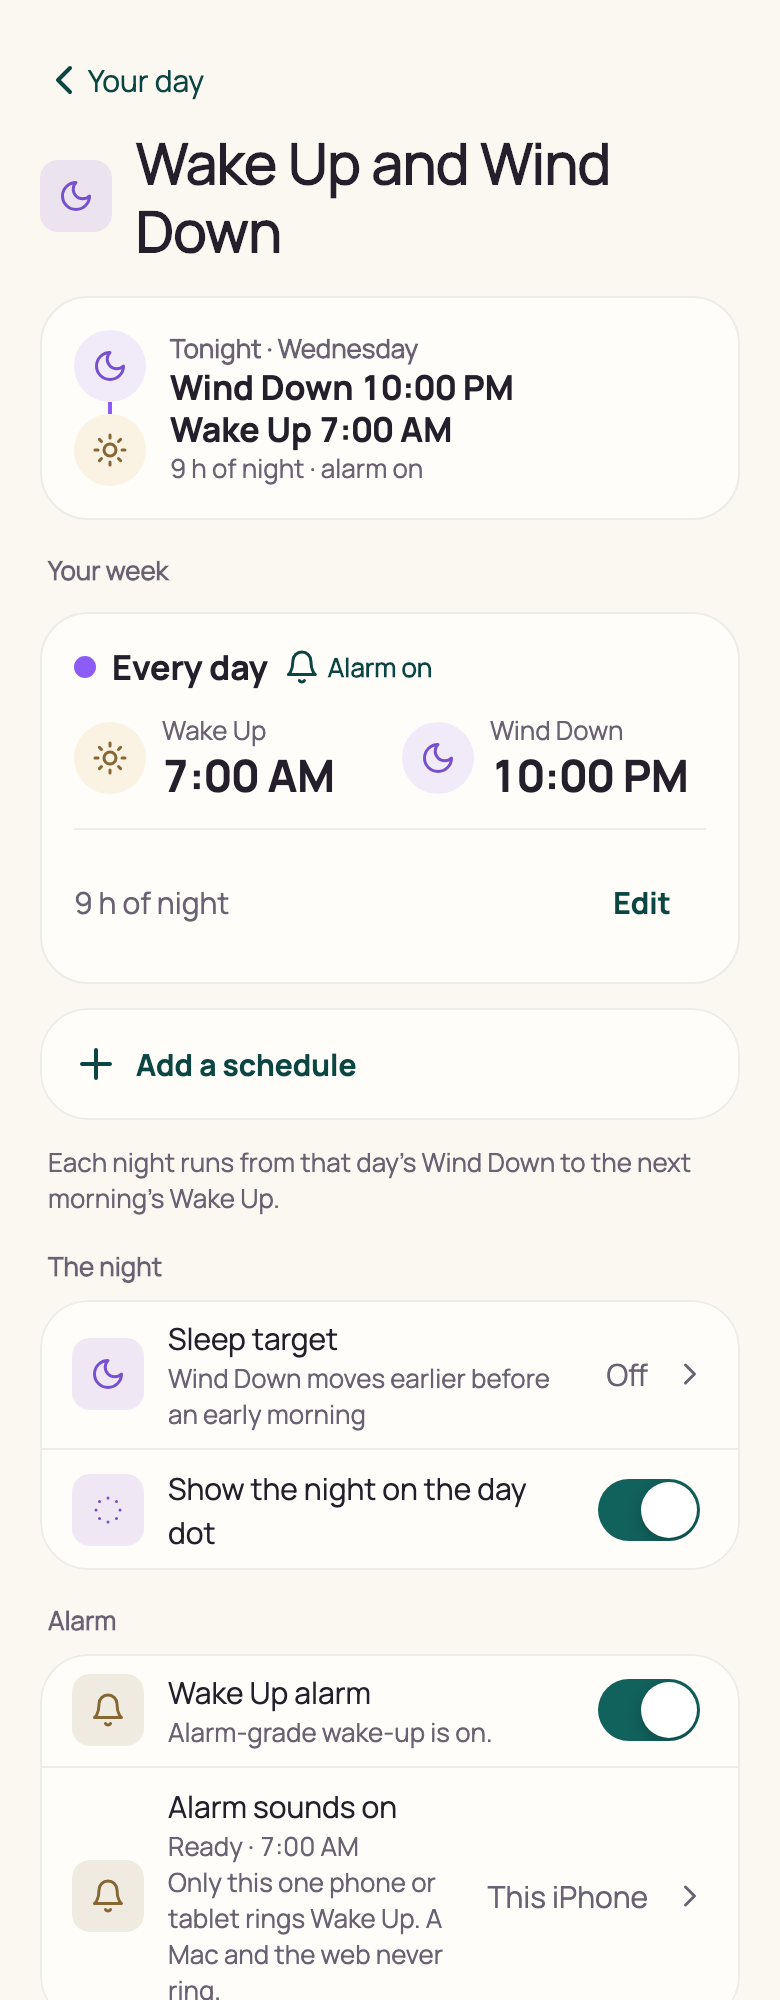 Your day
Wake Up and Wind
Down
Tonight · Wednesday
Wind Down 10:00 PM
Wake Up 7:00 AM
9 h of night · alarm on
Your week
Every day
Alarm on
Wake Up
7:00 AM
Wind Down
10:00 PM
9 h of night
Edit
Add a schedule
Each night runs from that day's Wind Down to the next
morning's Wake Up.
The night
Sleep target
Wind Down moves earlier before
an early morning
Off
Show the night on the day
dot
Alarm
Wake Up alarm
Alarm-grade wake-up is on.
Alarm sounds on
Ready · 7:00 AM
Only this one phone or
tablet rings Wake Up. A
Mac and the web never
ring.
This iPhone